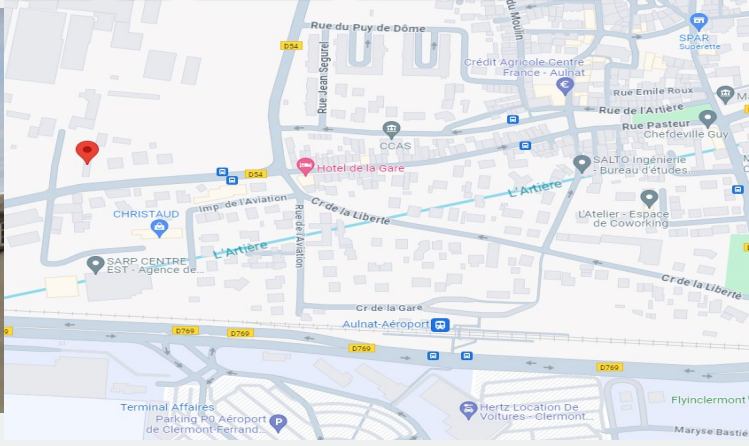 Rue du Puy de Dôme
du Moulin
SPAR
Superette
D54
Rue Jean Segurel
Crédit Agricole Centre
France - Aulnat
Rue Emile Roux
Rue de l'Artière
Rue Pasteur
Chefdeville Guy
CCAS
Hotel de la Gare
D54
SALTO Ingénierie
- Bureau d'études
L'Artière
Imp. de l'Aviation
Cr de la Liberté
CHRISTAUD
L'Atelier - Espace
de Coworking
Rue de l'Aviation
L'Artière
SARP CENTRE
EST - Agence de...
Cr de la Liberté
Cr de la Gare
Aulnat-Aéroport
D769
D769
D769
D769
Terminal Affaires
Parking P0 Aéroport
de Clermont-Ferrand...
Hertz Location De
Voitures - Clermont...
Flyinclermont
Maryse Bastié